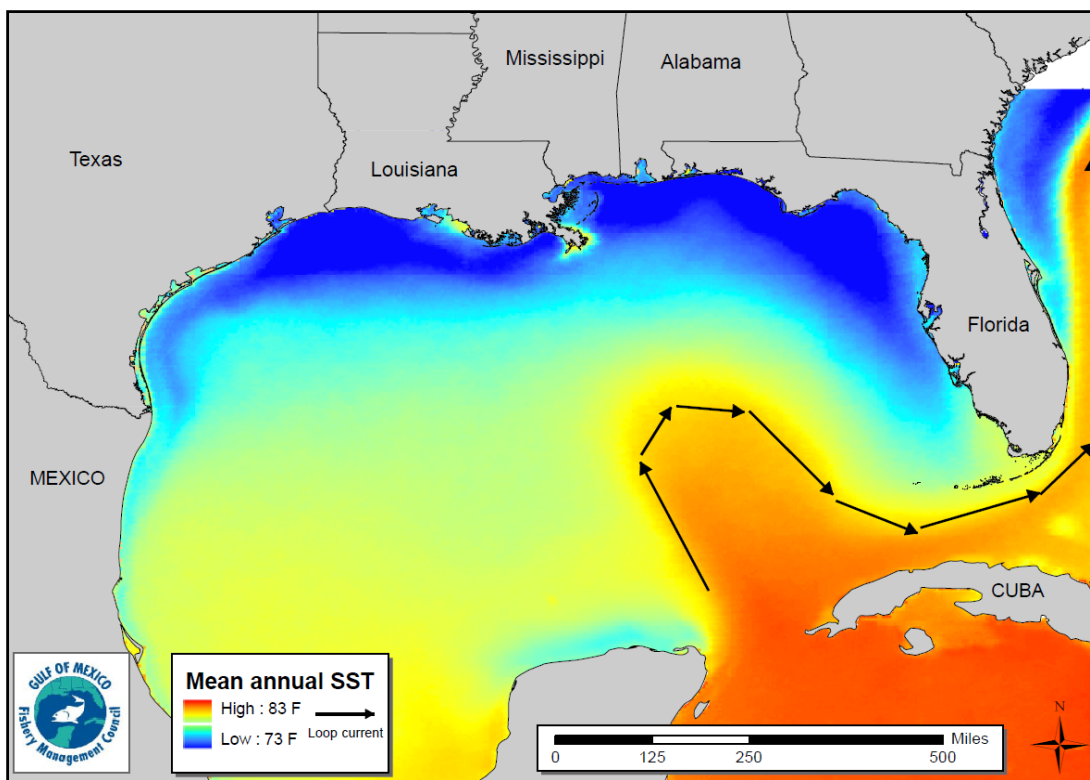 Mississippi
Alabama
Texas
Louisiana
Florida
MEXICO
CUBA
GULF OF MEXICO
Fishery Management Council
Mean annual SST
High : 83 F
Low : 73 F
Loop current
N
Miles
0 125 250 500